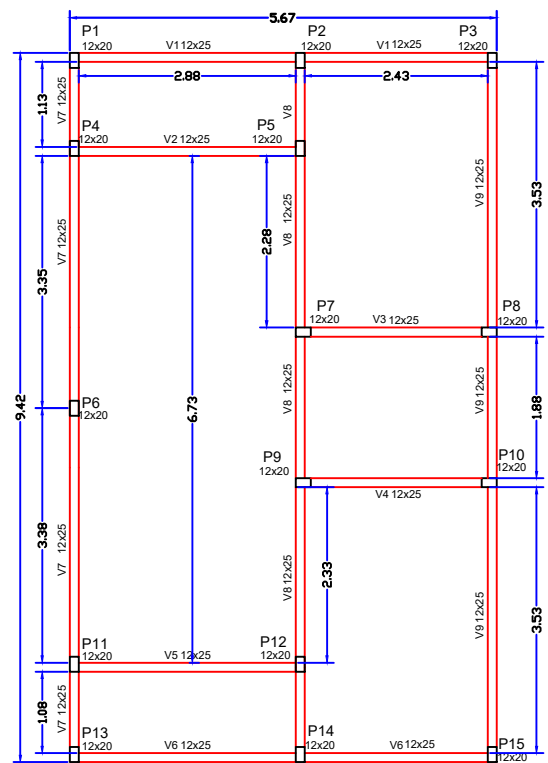 5.67
P1
12x20
V1 12x25
P2
12x20
V1 12x25
P3
12x20
2.88
2.43
1.13
V7 12x25
V8
P4
12x20
V2 12x25
P5
12x20
3.53
V9 12x25
2.28
12x25
V8
V7 12x25
3.35
P7
12x20
V3 12x25
P8
12x20
9.42
6.73
P6
12x20
V8 12x25
V9 12x25
1.88
P9
12x20
P10
12x20
V4 12x25
3.38
12x25
V7
V8 12x25
2.33
V9 12x25
3.53
P11
12x20
V5 12x25
P12
12x20
1.08
V7 12x25
P13
12x20
V6 12x25
P14
12x20
V6 12x25
P15
12x20